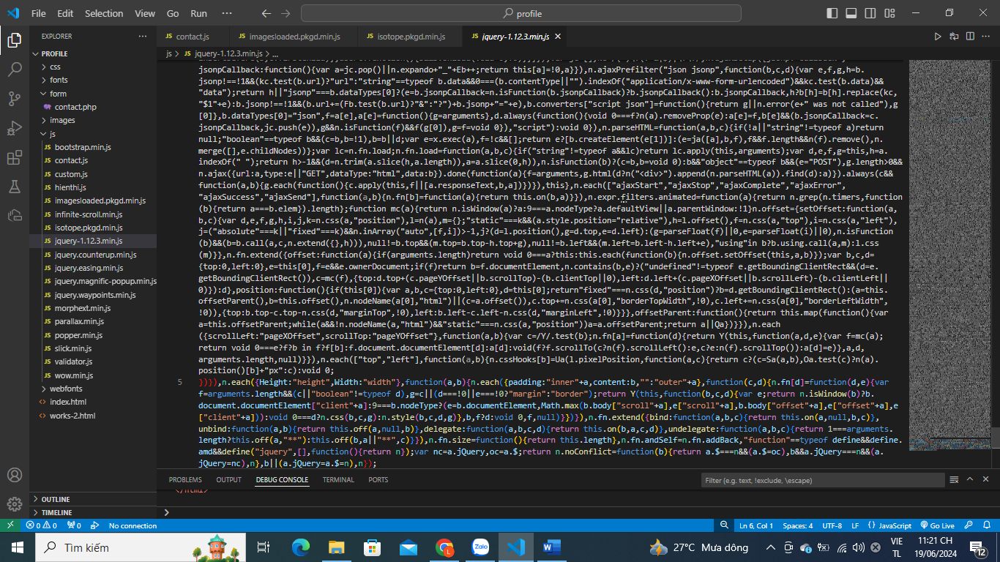 File Edit Selection View Go Run ··· profile
EXPLORER ···
PROFILE
css
fonts
form
contact.php
images
js
bootstrap.min.js
contact.js
custom.js
hienthi.js
imagesloaded.pkgd.min.js
infinite-scroll.min.js
isotope.pkgd.min.js
jquery-1.12.3.min.js
jquery.counterup.min.js
jquery.easing.min.js
jquery.magnific-popup.min.js
jquery.waypoints.min.js
morphext.min.js
parallax.min.js
popper.min.js
slick.min.js
validator.js
wow.min.js
webfonts
index.html
works-2.html
OUTLINE
TIMELINE
contact.js imagesloaded.pkgd.min.js isotope.pkgd.min.js jquery-1.12.3.min.js
js > jquery-1.12.3.min.js > ...
jsonpCallback:function(){var a=jc.pop()||n.expando+"_"+Eb++;return this[a]=!0,a}}),n.ajaxPrefilter("json jsonp",function(b,c,d){var e,f,g,h=b.
jsonp!==!1&&(kc.test(b.url)?"url":"string"==typeof b.data&&0===(b.contentType||"").indexOf("application/x-www-form-urlencoded")&&kc.test(b.data)&&
"data");return h||"jsonp"===b.dataTypes[0]?(e=b.jsonpCallback=n.isFunction(b.jsonpCallback)?b.jsonpCallback():b.jsonpCallback,h?b[h]=b[h].replace(kc,
"$1"+e):b.jsonp!==!1&&(b.url+=(Fb.test(b.url)?"&":"?")+b.jsonp+"="+e),b.converters["script json"]=function(){return g||n.error(e+" was not called"),g
[0]},b.dataTypes[0]="json",f=a[e],a[e]=function(){g=arguments},d.always(function(){void 0===f?n(a).removeProp(e):a[e]=f,b[e]&&(b.jsonpCallback=c.
jsonpCallback,jc.push(e)),g&&n.isFunction(f)&&f(g[0]),g=f=void 0}),"script"):void 0}),n.parseHTML=function(a,b,c){if(!a||"string"!=typeof a)return
null;"boolean"==typeof b&&(c=b,b=!1),b=b||d;var e=x.exec(a),f=!c&&[];return e?[b.createElement(e[1])]:(e=ja([a],b,f),f&&f.length&&n(f).remove(),n.
merge([],e.childNodes))};var lc=n.fn.load;n.fn.load=function(a,b,c){if("string"!=typeof a&&lc)return lc.apply(this,arguments);var d,e,f,g=this,h=a.
indexOf(" ");return h>-1&&(d=n.trim(a.slice(h,a.length)),a=a.slice(0,h)),n.isFunction(b)?(c=b,b=void 0):b&&"object"==typeof b&&(e="POST"),g.length>0&&
n.ajax({url:a,type:e||"GET",dataType:"html",data:b}).done(function(a){f=arguments,g.html(d?n("<div>").append(n.parseHTML(a)).find(d):a)}).always(c&&
function(a,b){g.each(function(){c.apply(this,f||[a.responseText,b,a])})}),this},n.each(["ajaxStart","ajaxStop","ajaxComplete","ajaxError",
"ajaxSuccess","ajaxSend"],function(a,b){n.fn[b]=function(a){return this.on(b,a)}}),n.expr.filters.animated=function(a){return n.grep(n.timers,function
(b){return a===b.elem}).length};function mc(a){return n.isWindow(a)?a:9===a.nodeType?a.defaultView||a.parentWindow:!1}n.offset={setOffset:function(a,
b,c){var d,e,f,g,h,i,j,k=n.css(a,"position"),l=n(a),m={};"static"===k&&(a.style.position="relative"),h=l.offset(),f=n.css(a,"top"),i=n.css(a,"left"),
j=("absolute"===k||"fixed"===k)&&n.inArray("auto",[f,i])>-1,j?(d=l.position(),g=d.top,e=d.left):(g=parseFloat(f)||0,e=parseFloat(i)||0),n.isFunction
(b)&&(b=b.call(a,c,n.extend({},h))),null!=b.top&&(m.top=b.top-h.top+g),null!=b.left&&(m.left=b.left-h.left+e),"using"in b?b.using.call(a,m):l.css
(m)}},n.fn.extend({offset:function(a){if(arguments.length)return void 0===a?this:this.each(function(b){n.offset.setOffset(this,a,b)});var b,c,d=
{top:0,left:0},e=this[0],f=e&&e.ownerDocument;if(f)return b=f.documentElement,n.contains(b,e)?("undefined"!=typeof e.getBoundingClientRect&&(d=e.
getBoundingClientRect()),c=mc(f),{top:d.top+(c.pageYOffset||b.scrollTop)-(b.clientTop||0),left:d.left+(c.pageXOffset||b.scrollLeft)-(b.clientLeft||
0)}):d},position:function(){if(this[0]){var a,b,c={top:0,left:0},d=this[0];return"fixed"===n.css(d,"position")?b=d.getBoundingClientRect():(a=this.
offsetParent(),b=this.offset(),n.nodeName(a[0],"html")||(c=a.offset()),c.top+=n.css(a[0],"borderTopWidth",!0),c.left+=n.css(a[0],"borderLeftWidth",
!0)),{top:b.top-c.top-n.css(d,"marginTop",!0),left:b.left-c.left-n.css(d,"marginLeft",!0)}}},offsetParent:function(){return this.map(function(){var
a=this.offsetParent;while(a&&!n.nodeName(a,"html")&&"static"===n.css(a,"position"))a=a.offsetParent;return a||Qa})}}),n.each
({scrollLeft:"pageXOffset",scrollTop:"pageYOffset"},function(a,b){var c=/Y/.test(b);n.fn[a]=function(d){return Y(this,function(a,d,e){var f=mc(a);
return void 0===e?f?b in f?f[b]:f.document.documentElement[d]:a[d]:void(f?f.scrollTo(c?n(f).scrollLeft():e,c?e:n(f).scrollTop()):a[d]=e)},a,d,
arguments.length,null)}}),n.each(["top","left"],function(a,b){n.cssHooks[b]=Ua(l.pixelPosition,function(a,c){return c?(c=Sa(a,b),Oa.test(c)?n(a).
position()[b]+"px":c):void 0;
5 })}),n.each({Height:"height",Width:"width"},function(a,b){n.each({padding:"inner"+a,content:b,"":"outer"+a},function(c,d){n.fn[d]=function(d,e){var
f=arguments.length&&(c||"boolean"!=typeof d),g=c||(d===!0||e===!0?"margin":"border");return Y(this,function(b,c,d){var e;return n.isWindow(b)?b.
document.documentElement["client"+a]:9===b.nodeType?(e=b.documentElement,Math.max(b.body["scroll"+a],e["scroll"+a],b.body["offset"+a],e["offset"+a],e
["client"+a])):void 0===d?n.css(b,c,g):n.style(b,c,d,g)},b,f?d:void 0,f,null)}})}),n.fn.extend({bind:function(a,b,c){return this.on(a,null,b,c)},
unbind:function(a,b){return this.off(a,null,b)},delegate:function(a,b,c,d){return this.on(b,a,c,d)},undelegate:function(a,b,c){return 1===arguments.
length?this.off(a,"**"):this.off(b,a||"**",c)}}),n.fn.size=function(){return this.length},n.fn.andSelf=n.fn.addBack,"function"==typeof define&&define.
amd&&define("jquery",[],function(){return n});var nc=a.jQuery,oc=a.$;return n.noConflict=function(b){return a.$===n&&(a.$=oc),b&&a.jQuery===n&&(a.
jQuery=nc),n},b||(a.jQuery=a.$=n),n});
PROBLEMS OUTPUT DEBUG CONSOLE TERMINAL PORTS Filter (e.g. text, !exclude, \escape)
</html>
0 0 0 No connection Ln 6, Col 1 Spaces: 4 UTF-8 LF {} JavaScript Go Live
Tìm kiếm Zalo 27°C Mưa dông VIE 11:21 CH
TL 19/06/2024 12